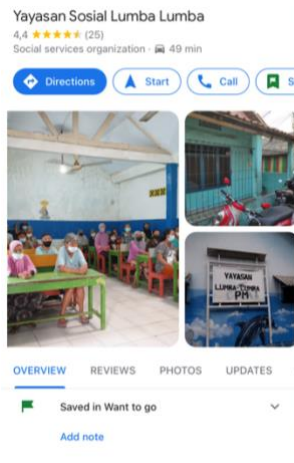 Yayasan Sosial Lumba Lumba
4,4 ★★★★★ (25)
Social services organization · 49 min
Directions
Start
Call
S
YAYASAN
LUMBA-LUMBA
PM
OVERVIEW
REVIEWS
PHOTOS
UPDATES
Saved in Want to go
Add note